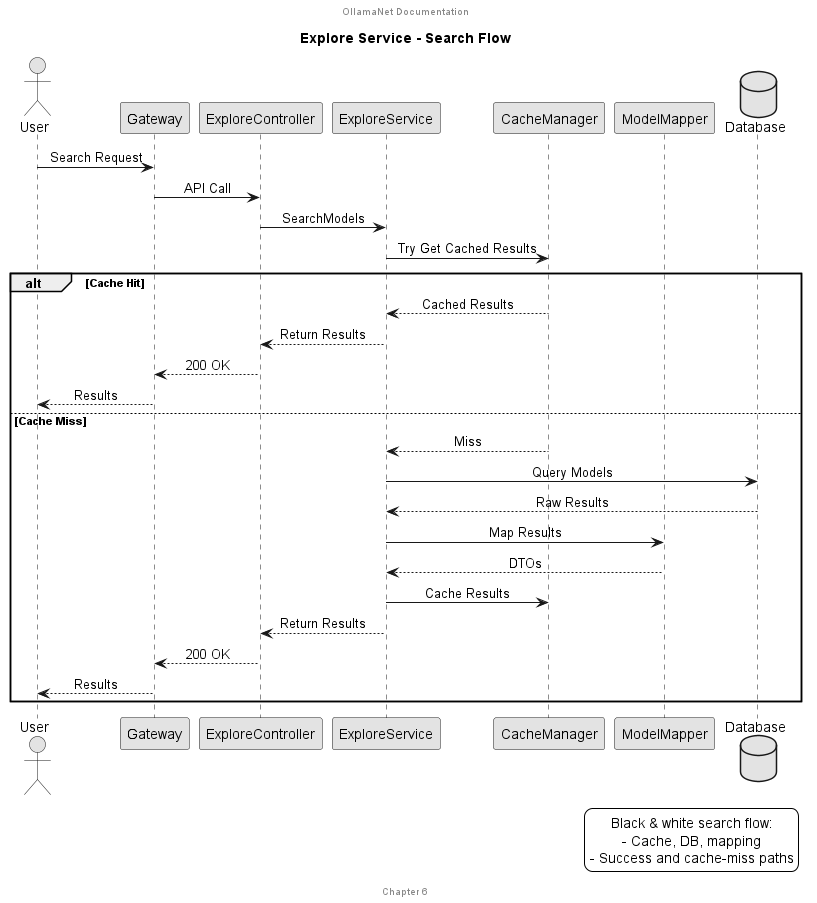 OllamaNet Documentation
Explore Service - Search Flow
User
Gateway
ExploreController
ExploreService
CacheManager
ModelMapper
Database
Search Request
API Call
SearchModels
Try Get Cached Results
alt
[Cache Hit]
Cached Results
Return Results
200 OK
Results
[Cache Miss]
Miss
Query Models
Raw Results
Map Results
DTOs
Cache Results
Return Results
200 OK
Results
User
Gateway
ExploreController
ExploreService
CacheManager
ModelMapper
Database
Black & white search flow:
- Cache, DB, mapping
- Success and cache-miss paths
Chapter 6